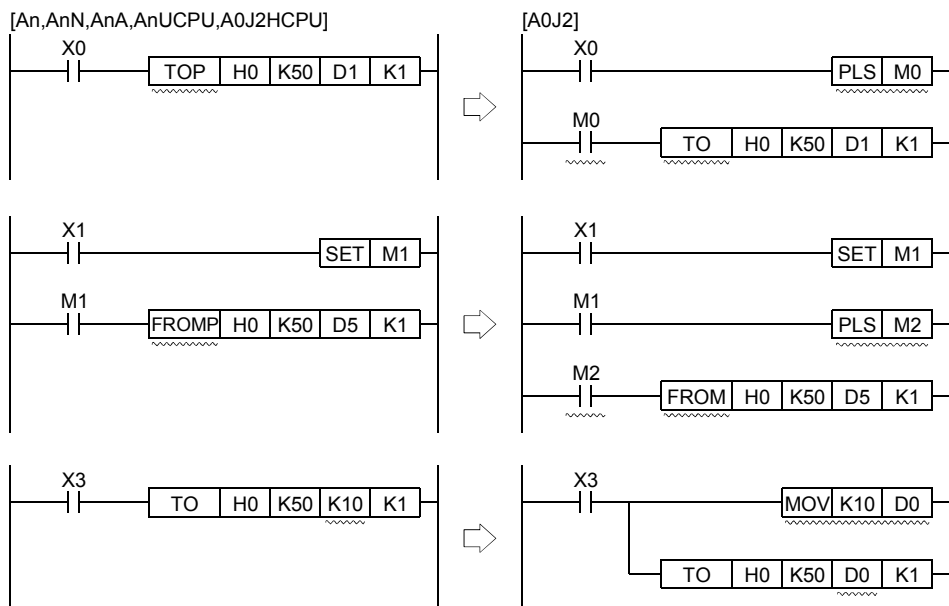 [An,AnN,AnA,AnUCPU,A0J2HCPU]
X0
TOP H0 K50 D1 K1
[A0J2]
X0
PLS M0
M0
TO H0 K50 D1 K1
X1
SET M1
M1
FROMP H0 K50 D5 K1
X1
SET M1
M1
PLS M2
M2
FROM H0 K50 D5 K1
X3
TO H0 K50 K10 K1
X3
MOV K10 D0
TO H0 K50 D0 K1